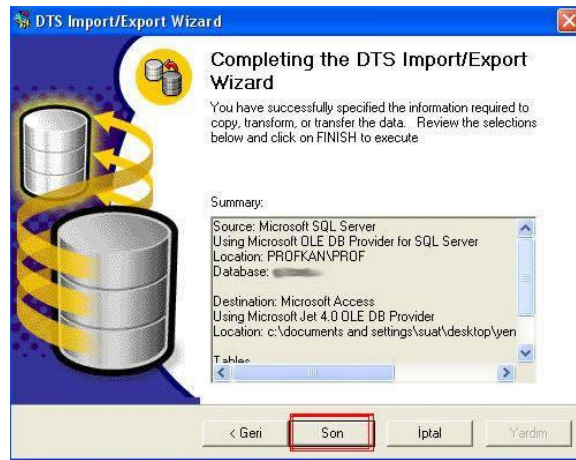 DTS Import/Export Wizard
Completing the DTS Import/Export
Wizard
You have successfully specified the information required to
copy, transform, or transfer the data. Review the selections
below and click on FINISH to execute
Summary:
Source: Microsoft SQL Server
Using Microsoft OLE DB Provider for SQL Server
Location: PROFKAN\PROF
Database:
Destination: Microsoft Access
Using Microsoft Jet 4.0 OLE DB Provider
Location: c:\documents and settings\suat\desktop\yen
Tables
< Geri
Son
İptal
Yardım